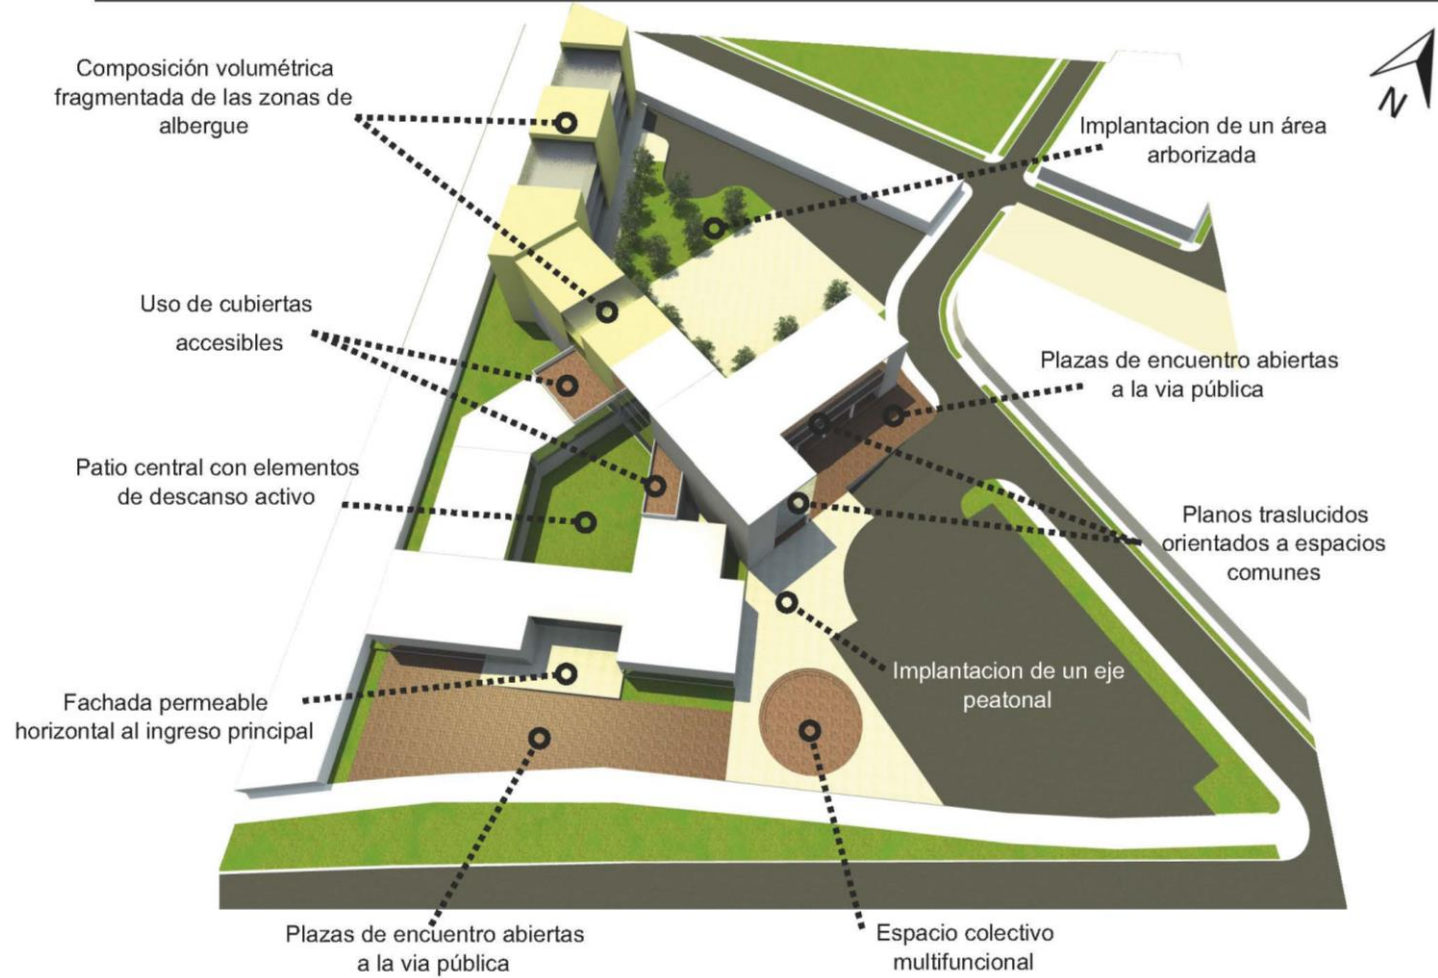 Composición volumétrica
fragmentada de las zonas de
albergue
N
Implantacion de un área
arborizada
Uso de cubiertas
accesibles
Plazas de encuentro abiertas
a la via pública
Patio central con elementos
de descanso activo
Planos traslucidos
orientados a espacios
comunes
Implantacion de un eje
peatonal
Fachada permeable
horizontal al ingreso principal
Plazas de encuentro abiertas
a la via pública
Espacio colectivo
multifuncional